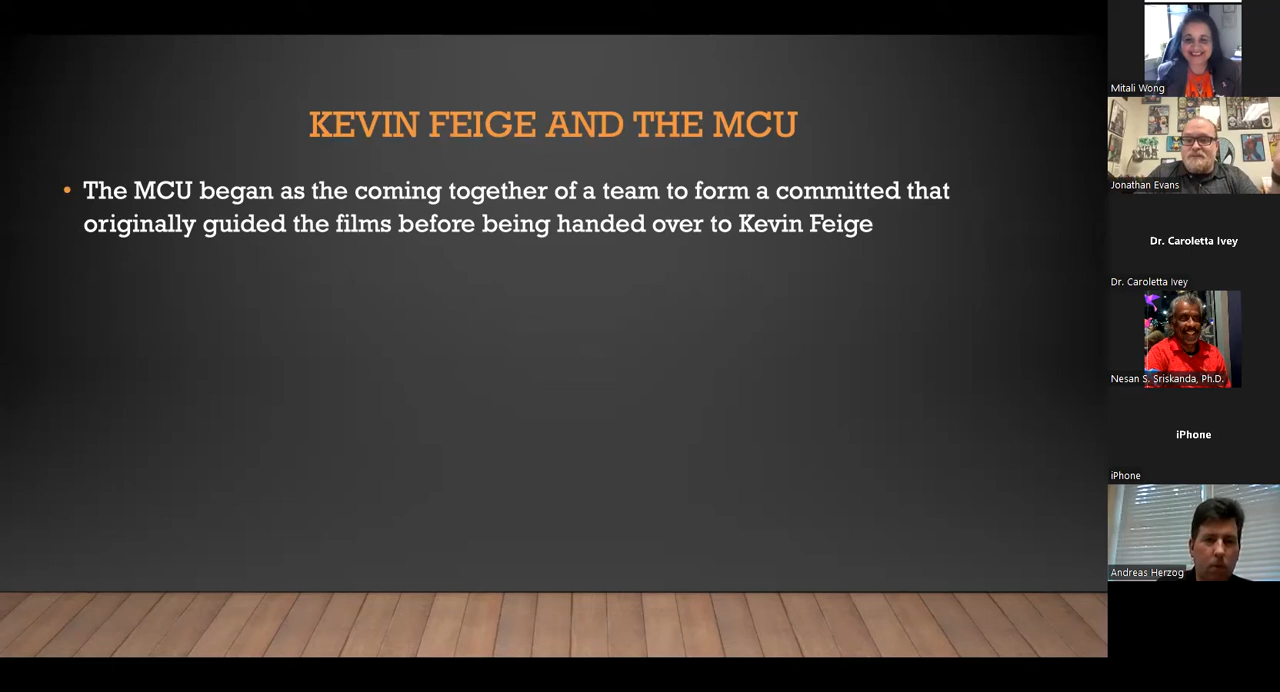 KEVIN FEIGE AND THE MCU
• The MCU began as the coming together of a team to form a committed that
originally guided the films before being handed over to Kevin Feige
Mitali Wong
Jonathan Evans
Dr. Caroletta Ivey
Dr. Caroletta Ivey
Nesan S. Sriskanda, Ph.D.
iPhone
iPhone
Andreas Herzog